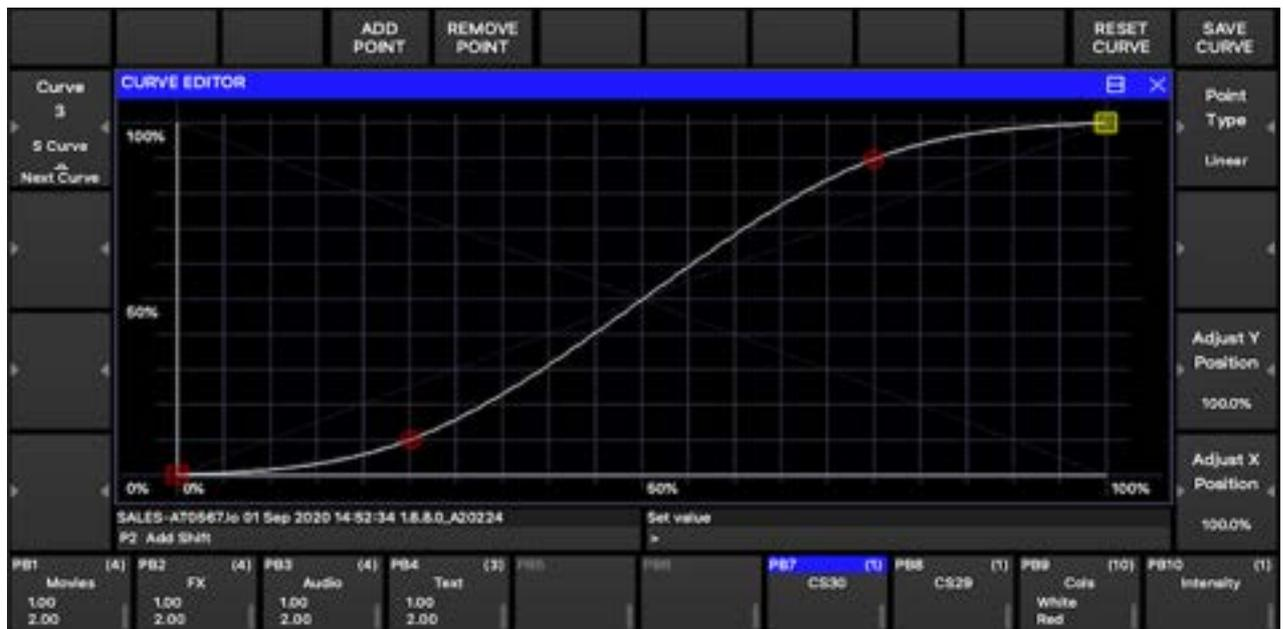 ADD
POINT
REMOVE
POINT
RESET
CURVE
SAVE
CURVE
Curve
3
S Curve
Next Curve
CURVE EDITOR
100%
50%
0%
0%
50%
100%
Point
Type
Linear
Adjust Y
Position
100.0%
Adjust X
Position
100.0%
SALES-AT0567.lo 01 Sep 2020 14:52:34 1.8.8.0_A20224
P2 Add Shift
Set value
>
PB1 (4)
Movies
1.00
2.00
PB2 (4)
FX
1.00
2.00
PB3 (4)
Audio
1.00
2.00
PB4 (3)
Text
1.00
2.00
PB5
PB6
PB7 (1)
CS30
PB8 (1)
CS29
PB9 (10)
Cols
White
Red
PB10 (1)
Intensity